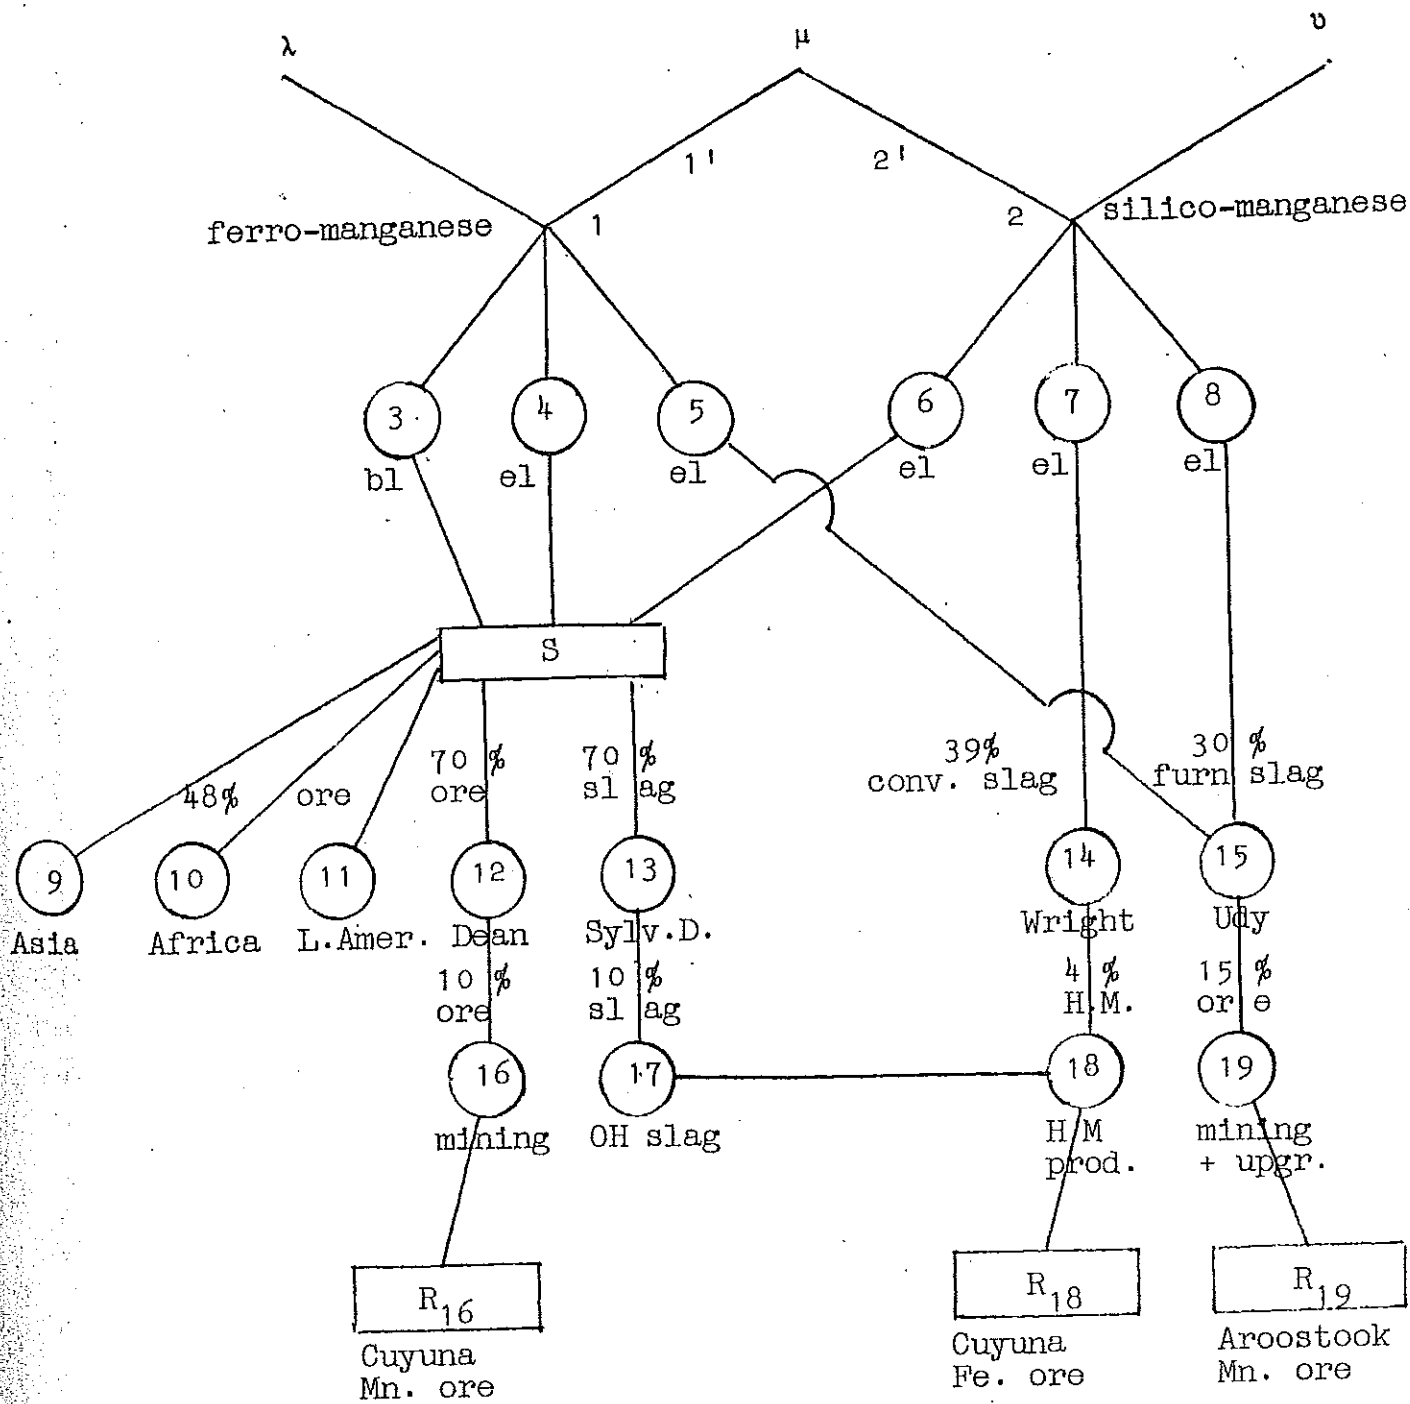 λ μ υ
1' 2'
ferro-manganese 1 2 silico-manganese
3 4 5 6 7 8
bl el el el el el
S
70 % 70 % 39% 30 %
48% ore ore slag conv. slag furn slag
9 10 11 12 13 14 15
Asia Africa L.Amer. Dean Sylv.D. Wright Udy
10 % 10 % 4 % 15 %
ore slag H.M. ore
16 17 18 19
mining OH slag H M mining
prod. + upgr.
R16 R18 R19
Cuyuna Cuyuna Aroostook
Mn. ore Fe. ore Mn. ore